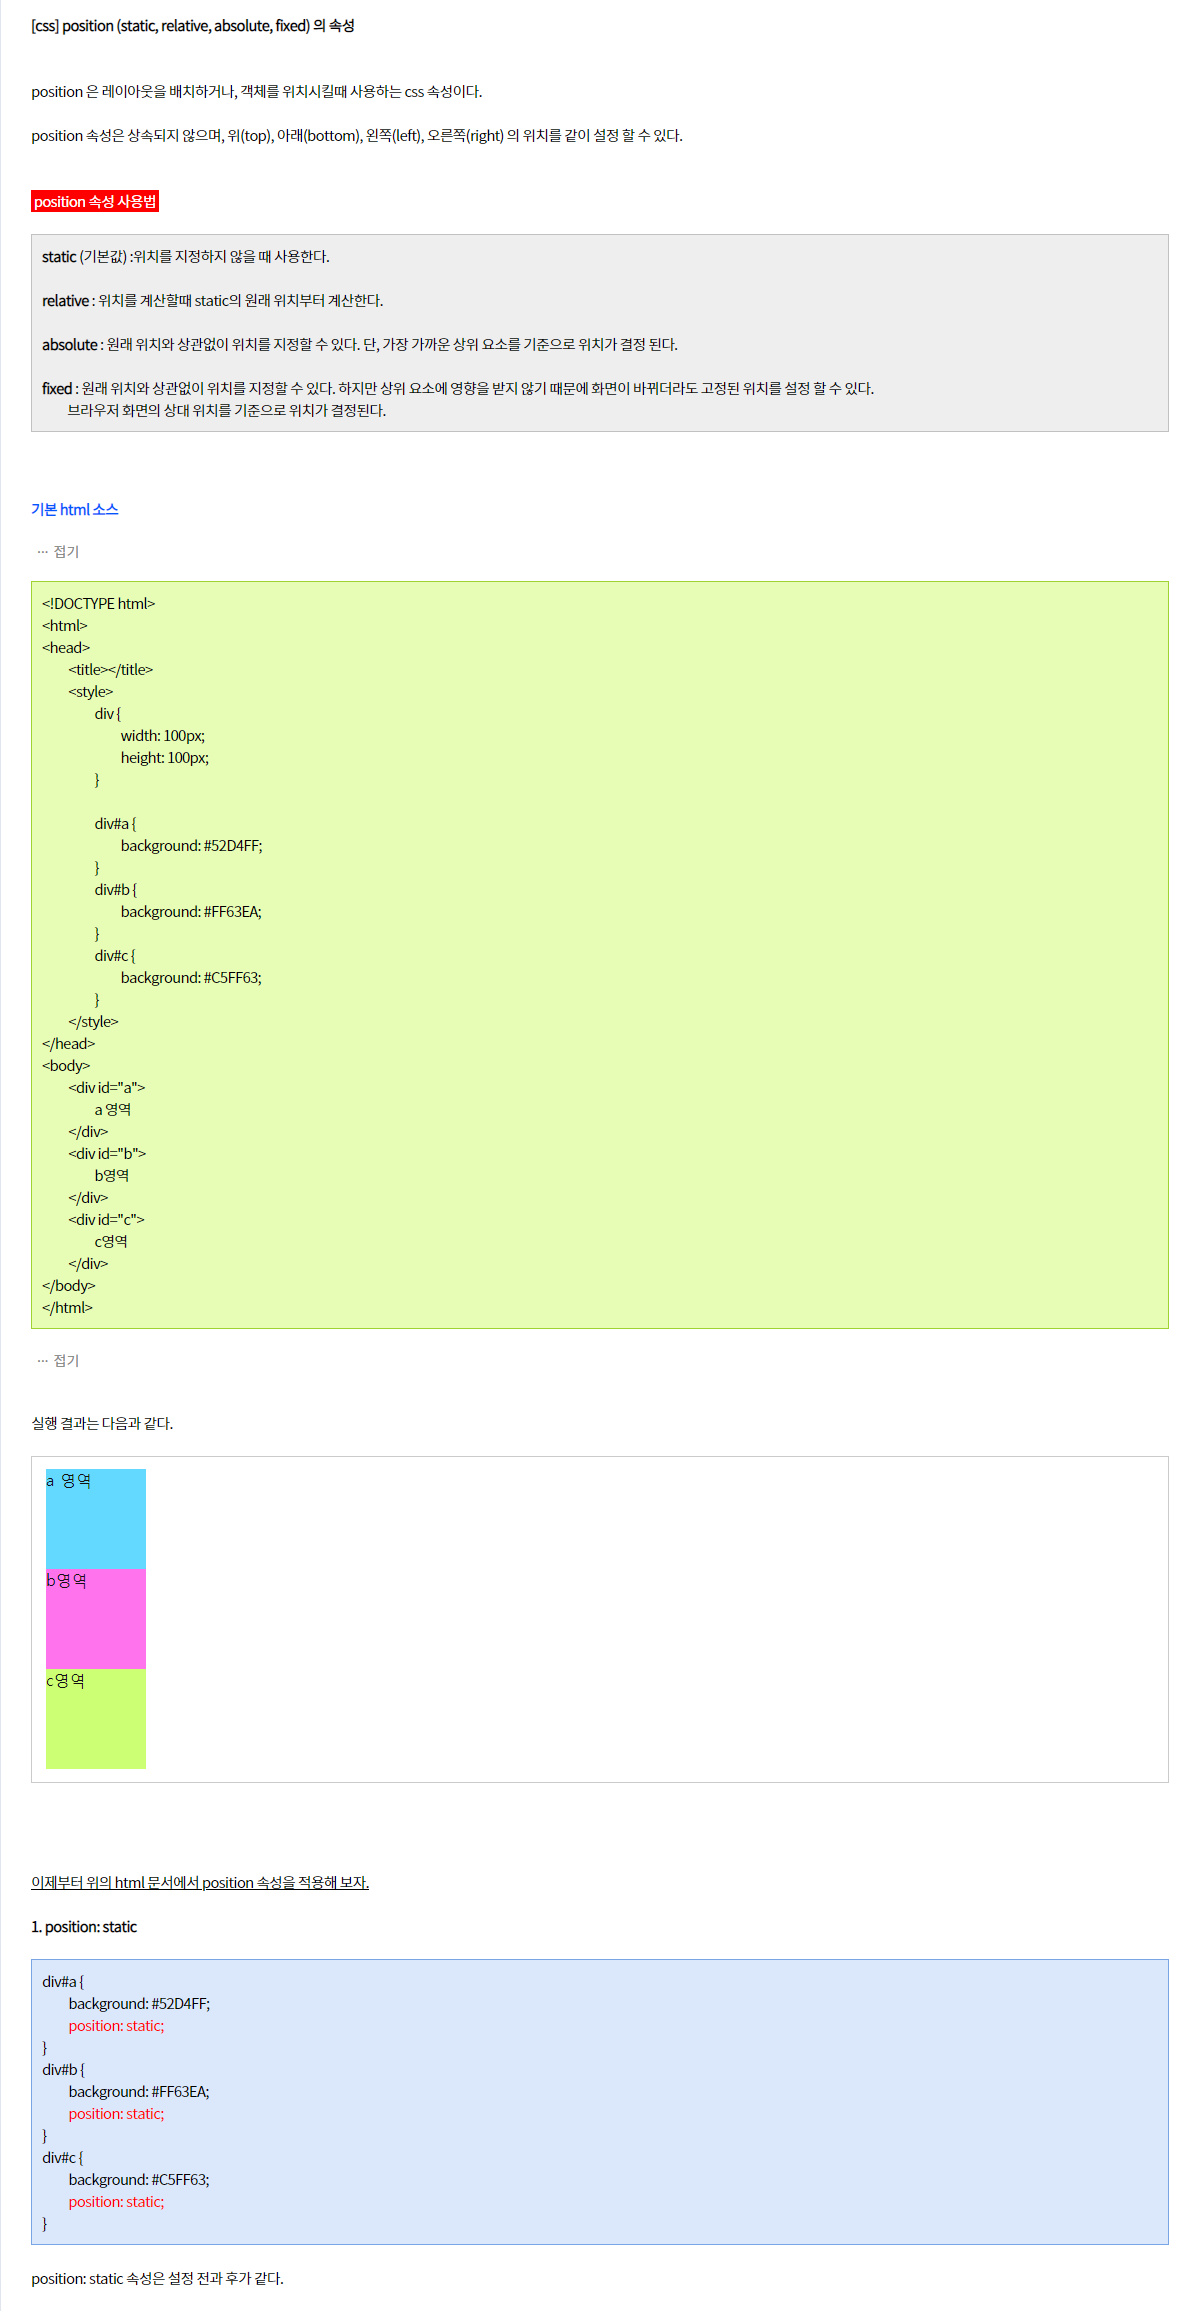 [css] position (static, relative, absolute, fixed) 의 속성
position 은 레이아웃을 배치하거나, 객체를 위치시킬때 사용하는 css 속성이다.
position 속성은 상속되지 않으며, 위(top), 아래(bottom), 왼쪽(left), 오른쪽(right) 의 위치를 같이 설정 할 수 있다.
position 속성 사용법
static (기본값) :위치를 지정하지 않을 때 사용한다.
relative : 위치를 계산할때 static의 원래 위치부터 계산한다.
absolute : 원래 위치와 상관없이 위치를 지정할 수 있다. 단, 가장 가까운 상위 요소를 기준으로 위치가 결정 된다.
fixed : 원래 위치와 상관없이 위치를 지정할 수 있다. 하지만 상위 요소에 영향을 받지 않기 때문에 화면이 바뀌더라도 고정된 위치를 설정 할 수 있다.
브라우저 화면의 상대 위치를 기준으로 위치가 결정된다.
기본 html 소스
... 접기
<!DOCTYPE html>
<html>
<head>
<title></title>
<style>
div {
width: 100px;
height: 100px;
}
div#a {
background: #52D4FF;
}
div#b {
background: #FF63EA;
}
div#c {
background: #C5FF63;
}
</style>
</head>
<body>
<div id="a">
a 영역
</div>
<div id="b">
b영역
</div>
<div id="c">
c영역
</div>
</body>
</html>
... 접기
실행 결과는 다음과 같다.
a 영역
b영역
c영역
이제부터 위의 html 문서에서 position 속성을 적용해 보자.
1. position: static
div#a {
background: #52D4FF;
position: static;
}
div#b {
background: #FF63EA;
position: static;
}
div#c {
background: #C5FF63;
position: static;
}
position: static 속성은 설정 전과 후가 같다.